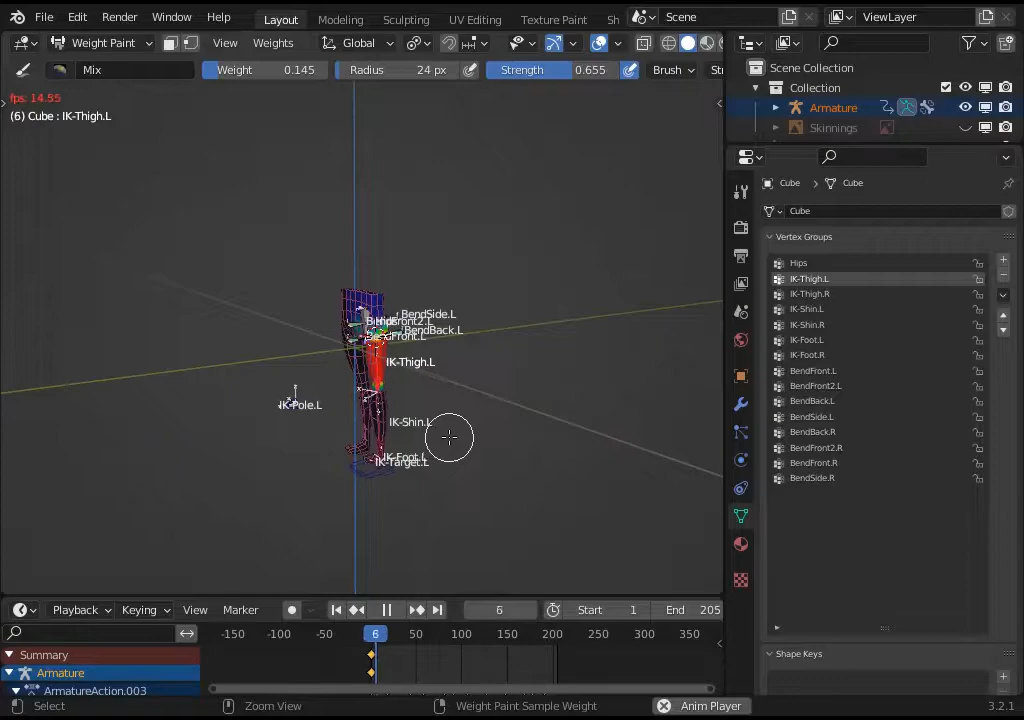 File Edit Render Window Help Layout Modeling Sculpting UV Editing Texture Paint Sh Scene ViewLayer
Weight Paint View Weights Global
Mix Weight 0.145 Radius 24 px Strength 0.655 Brush Str
fps: 14.55
(6) Cube : IK-Thigh.L
BendSide.L
BendFront2.L
BendBack.L
IK-Thigh.L
IK-Pole.L
IK-Shin.L
IK-Foot.L
IK-Target.L
Scene Collection
Collection
Armature
Skinnings
Cube Cube
Cube
Vertex Groups
Hips
IK-Thigh.L
IK-Thigh.R
IK-Shin.L
IK-Shin.R
IK-Foot.L
IK-Foot.R
BendFront.L
BendFront2.L
BendBack.L
BendSide.L
BendBack.R
BendFront2.R
BendFront.R
BendSide.R
Shape Keys
Playback Keying View Marker 6 Start 1 End 205
-150 -100 -50 6 50 100 150 200 250 300 350
Summary
Armature
ArmatureAction.003
Select Zoom View Weight Paint Sample Weight Anim Player 3.2.1